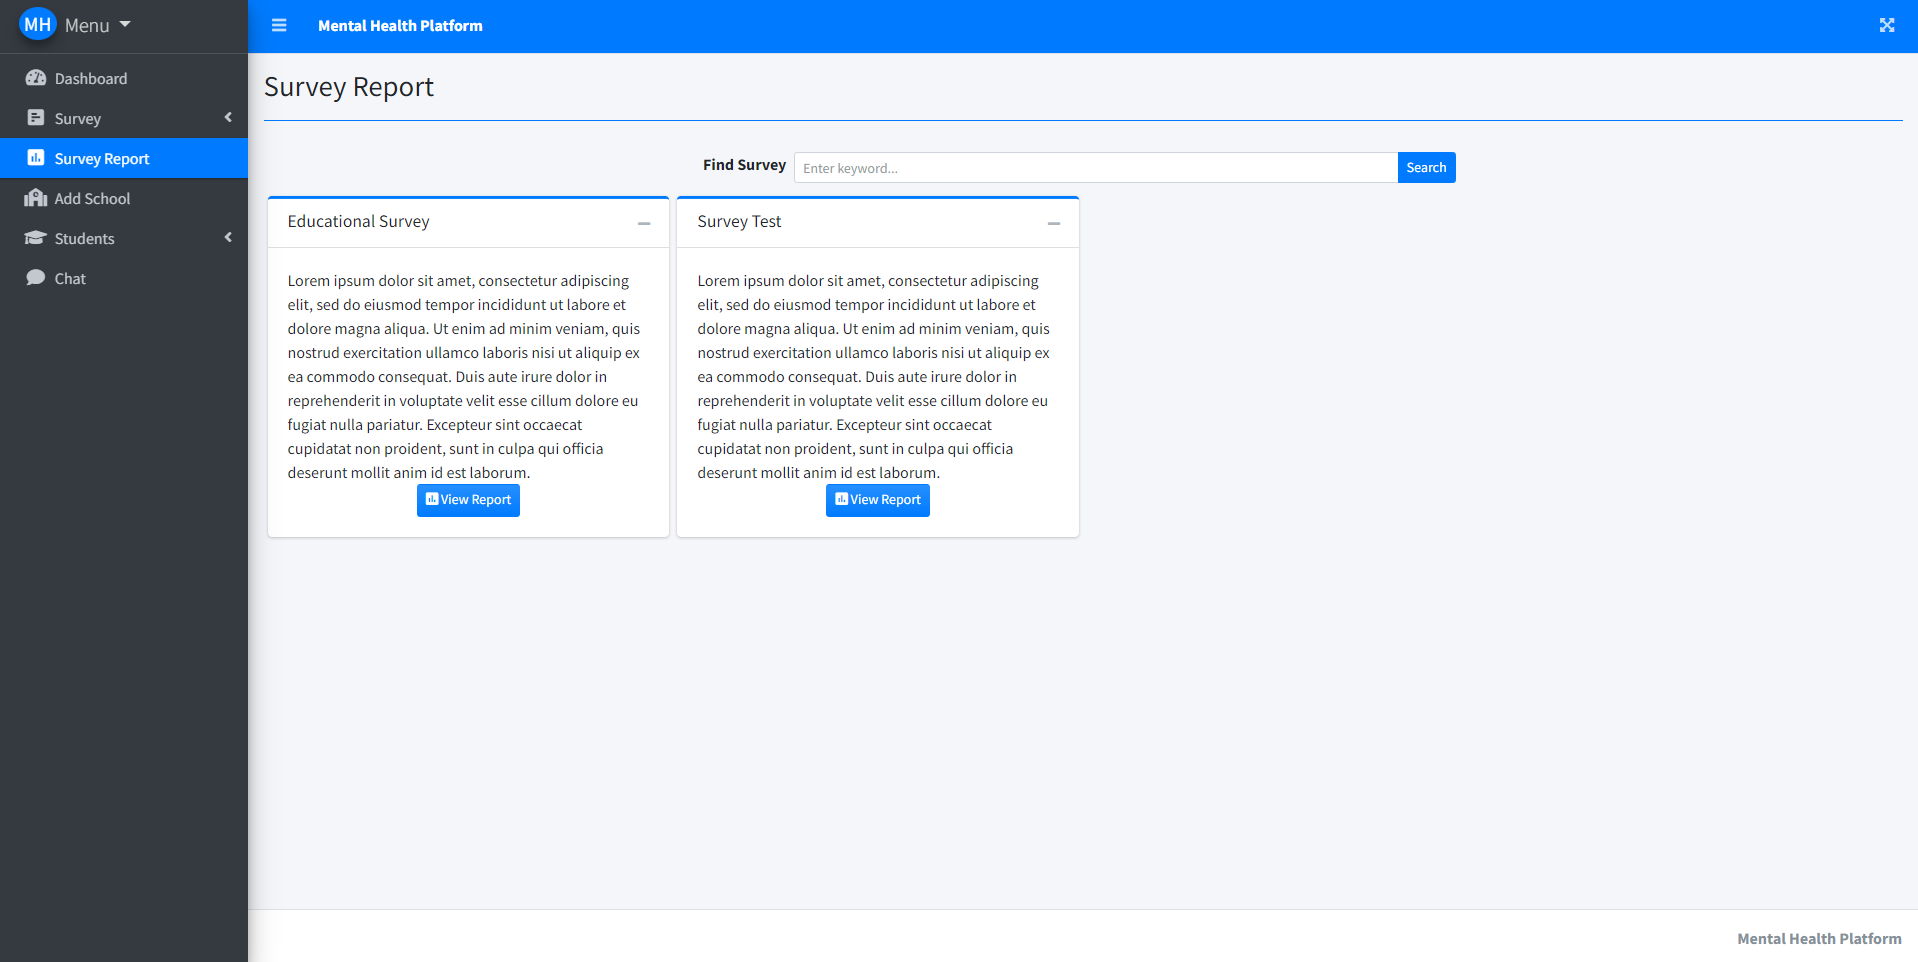 MH Menu
Mental Health Platform
Dashboard
Survey
Survey Report
Add School
Students
Chat
Survey Report
Find Survey Enter keyword... Search
Educational Survey
Lorem ipsum dolor sit amet, consectetur adipiscing
elit, sed do eiusmod tempor incididunt ut labore et
dolore magna aliqua. Ut enim ad minim veniam, quis
nostrud exercitation ullamco laboris nisi ut aliquip ex
ea commodo consequat. Duis aute irure dolor in
reprehenderit in voluptate velit esse cillum dolore eu
fugiat nulla pariatur. Excepteur sint occaecat
cupidatat non proident, sunt in culpa qui officia
deserunt mollit anim id est laborum.
View Report
Survey Test
Lorem ipsum dolor sit amet, consectetur adipiscing
elit, sed do eiusmod tempor incididunt ut labore et
dolore magna aliqua. Ut enim ad minim veniam, quis
nostrud exercitation ullamco laboris nisi ut aliquip ex
ea commodo consequat. Duis aute irure dolor in
reprehenderit in voluptate velit esse cillum dolore eu
fugiat nulla pariatur. Excepteur sint occaecat
cupidatat non proident, sunt in culpa qui officia
deserunt mollit anim id est laborum.
View Report
Mental Health Platform